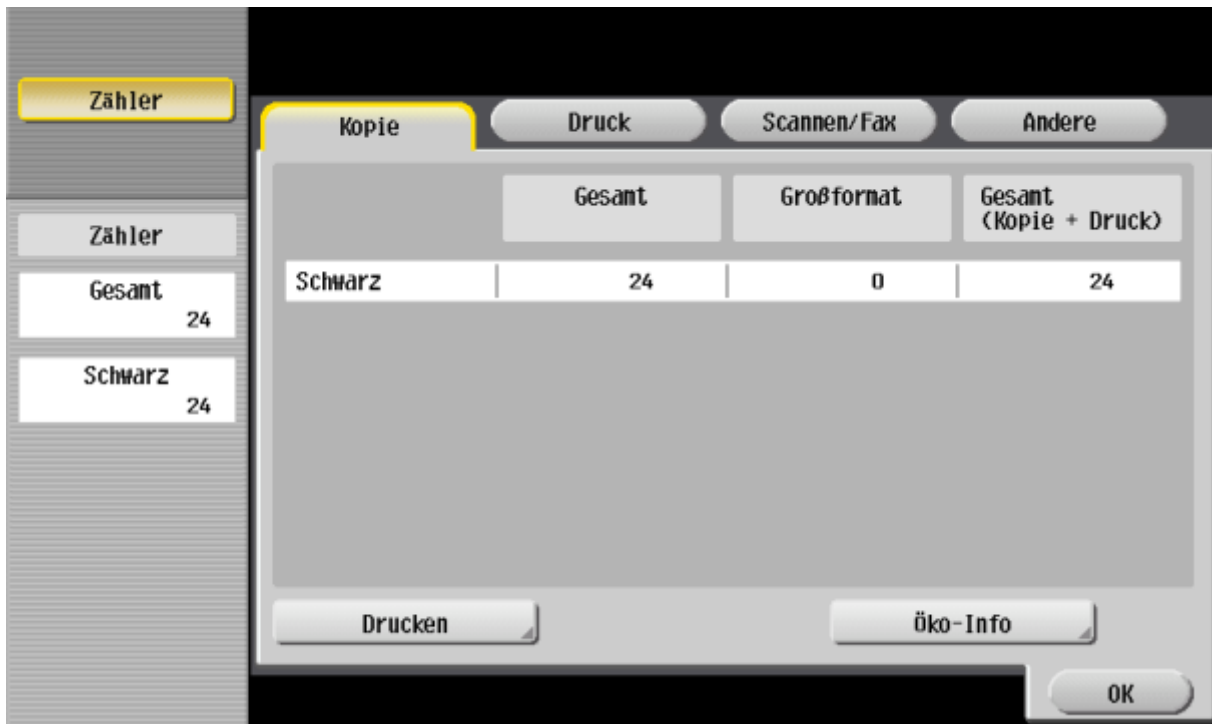 Zähler
Kopie
Druck
Scannen/Fax
Andere
Zähler
Gesamt
24
Schwarz
24
Gesamt
Großformat
Gesamt
(Kopie + Druck)
Schwarz 24 0 24
Drucken
Öko-Info
OK